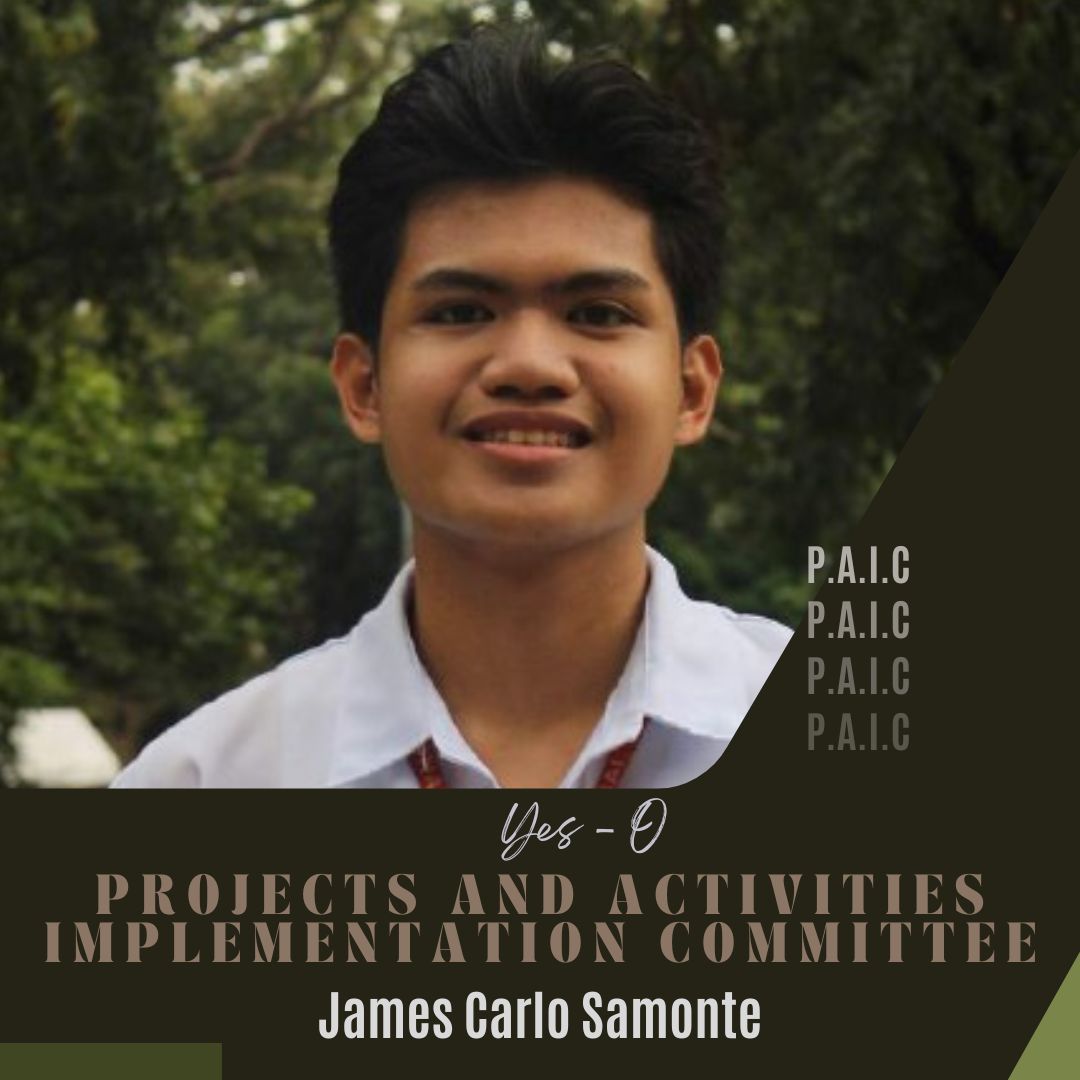 P.A.I.C
P.A.I.C
P.A.I.C
P.A.I.C
Yes - O
PROJECTS AND ACTIVITIES
IMPLEMENTATION COMMITTEE
James Carlo Samonte